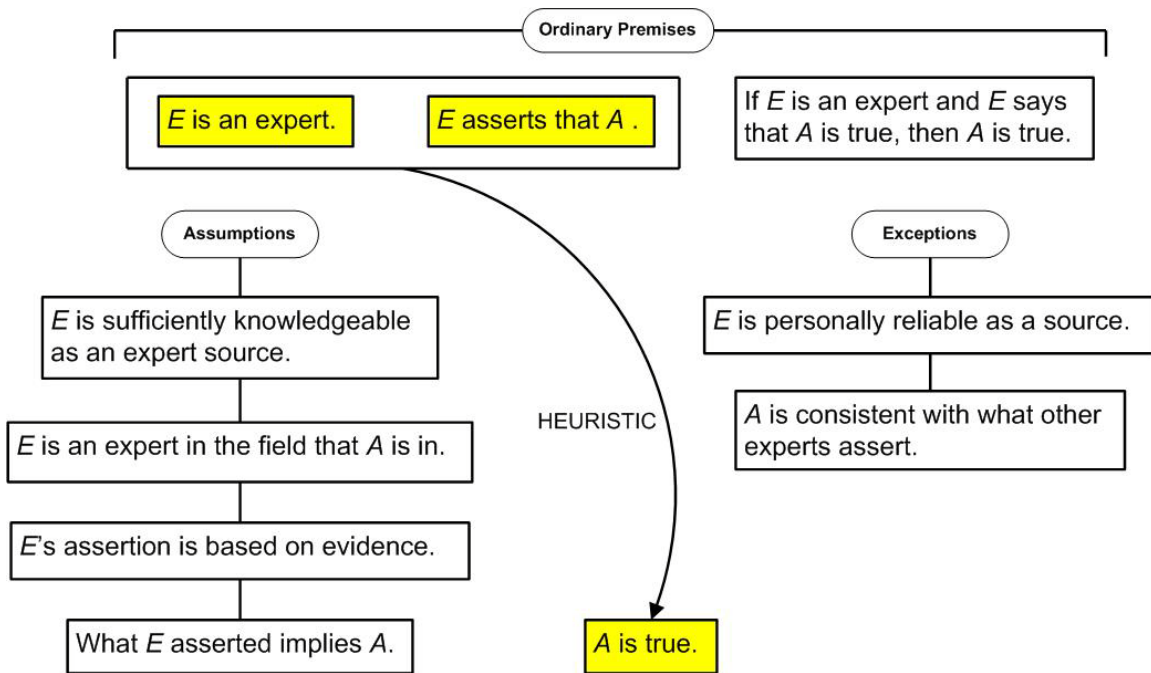 Ordinary Premises
E is an expert.
E asserts that A .
If E is an expert and E says
that A is true, then A is true.
Assumptions
Exceptions
E is sufficiently knowledgeable
as an expert source.
E is personally reliable as a source.
A is consistent with what other
experts assert.
HEURISTIC
E is an expert in the field that A is in.
E's assertion is based on evidence.
What E asserted implies A.
A is true.